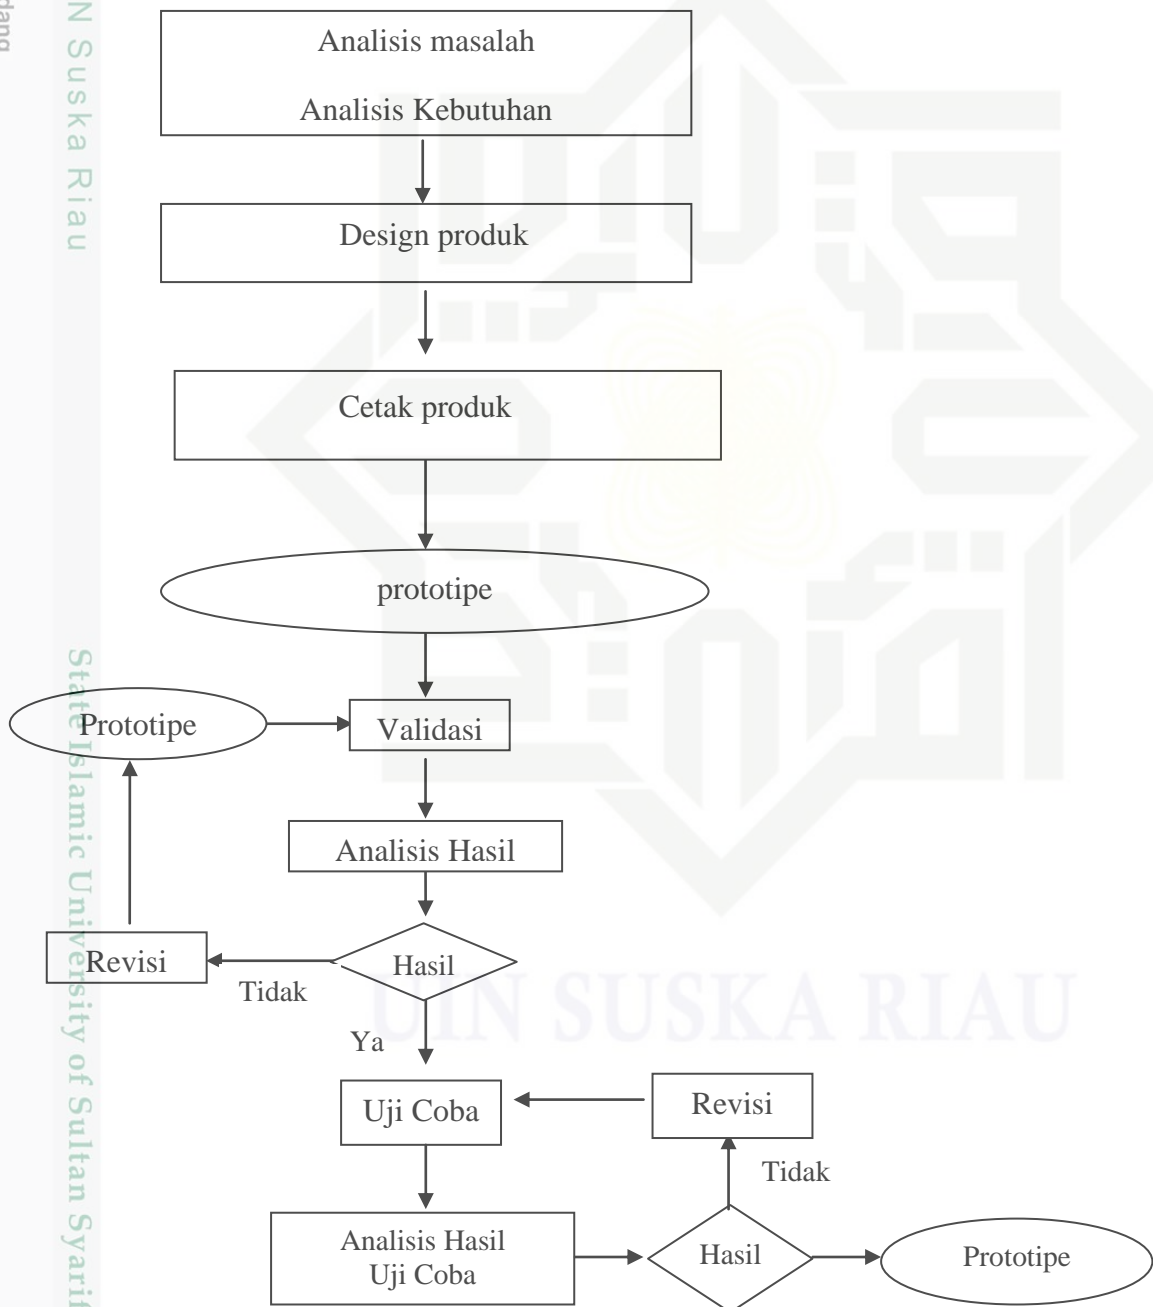 Analisis masalah
Analisis Kebutuhan
Design produk
Cetak produk
prototipe
Prototipe
Validasi
Analisis Hasil
Revisi
Tidak
Hasil
Ya
Uji Coba
Revisi
Tidak
Analisis Hasil
Uji Coba
Hasil
Prototipe
UIN SUSKA RIAU
N Suska Riau
State Islamic University of Sultan Syarif